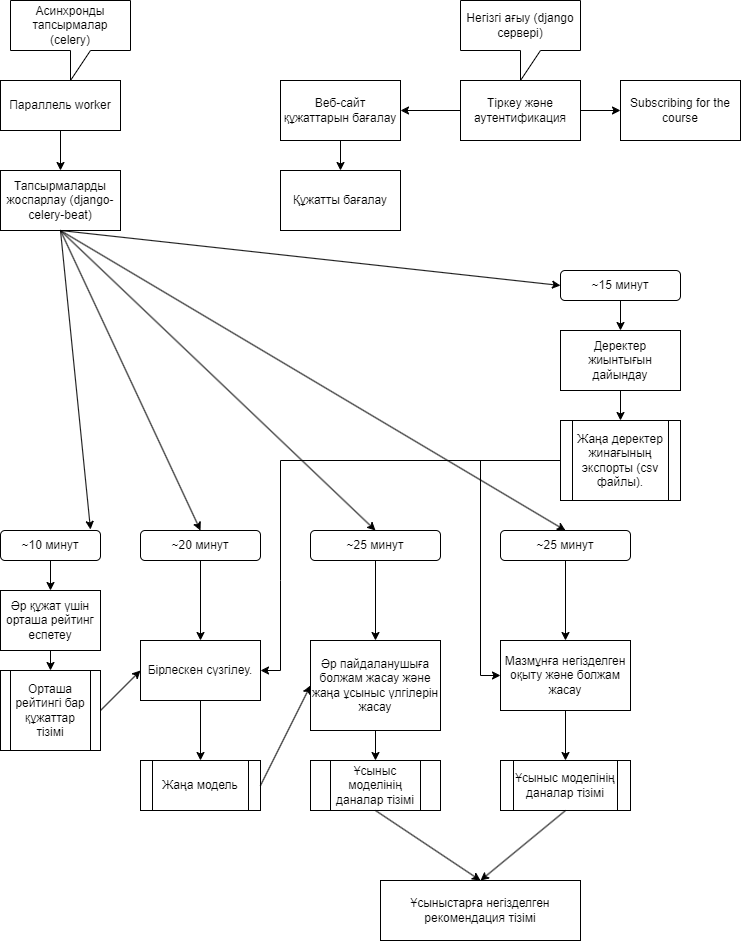 Асинхронды
тапсырмалар
(celery)
Негізгі ағыу (django
сервері)
Параллель worker
Веб-сайт
құжаттарын бағалау
Тіркеу және
аутентификация
Subscribing for the
course
Тапсырмаларды
жоспарлау (django-
celery-beat)
Құжатты бағалау
~15 минут
Деректер
жиынтығын
дайындау
Жаңа деректер
жинағының
экспорты (csv
файлы).
~10 минут
~20 минут
~25 минут
~25 минут
Әр құжат үшін
орташа рейтинг
еспетеу
Бірлескен сүзгілеу.
Әр пайдаланушыға
болжам жасау және
жаңа ұсыныс үлгілерін
жасау
Мазмұнға негізделген
оқыту және болжам
жасау
Орташа
рейтингі бар
құжаттар
тізімі
Жаңа модель
Ұсыныс
моделінің
даналар тізімі
Ұсыныс моделінің
даналар тізімі
Ұсыныстарға негізделген
рекомендация тізімі